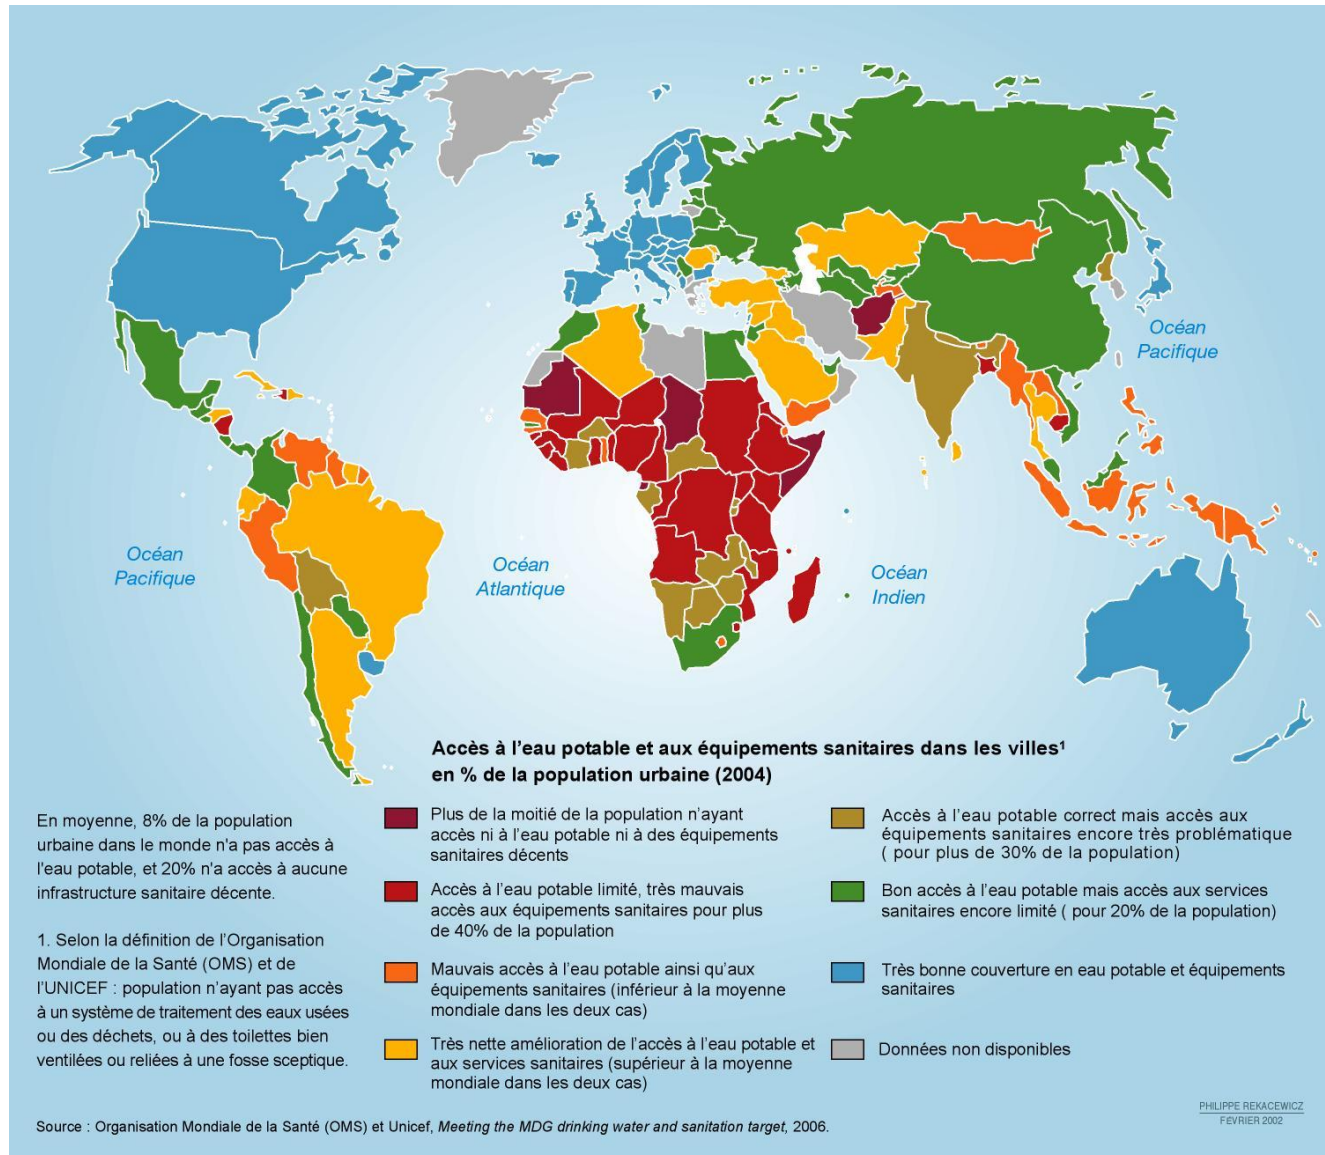 Océan
Pacifique
Océan
Pacifique
Océan
Atlantique
Océan
Indien
Accès à l'eau potable et aux équipements sanitaires dans les villes¹
en % de la population urbaine (2004)
En moyenne, 8% de la population
urbaine dans le monde n'a pas accès à
l'eau potable, et 20% n'a accès à aucune
infrastructure sanitaire décente.
1. Selon la définition de l'Organisation
Mondiale de la Santé (OMS) et de
l'UNICEF : population n'ayant pas accès
à un système de traitement des eaux usées
ou des déchets, ou à des toilettes bien
ventilées ou reliées à une fosse sceptique.
Plus de la moitié de la population n'ayant
accès ni à l'eau potable ni à des équipements
sanitaires décents
Accès à l'eau potable limité, très mauvais
accès aux équipements sanitaires pour plus
de 40% de la population
Mauvais accès à l'eau potable ainsi qu'aux
équipements sanitaires (inférieur à la moyenne
mondiale dans les deux cas)
Très nette amélioration de l'accès à l'eau potable et
aux services sanitaires (supérieur à la moyenne
mondiale dans les deux cas)
Accès à l'eau potable correct mais accès aux
équipements sanitaires encore très problématique
( pour plus de 30% de la population)
Bon accès à l'eau potable mais accès aux services
sanitaires encore limité ( pour 20% de la population)
Très bonne couverture en eau potable et équipements
sanitaires
Données non disponibles
PHILIPPE REKACEWICZ
FÉVRIER 2002
Source : Organisation Mondiale de la Santé (OMS) et Unicef, Meeting the MDG drinking water and sanitation target, 2006.